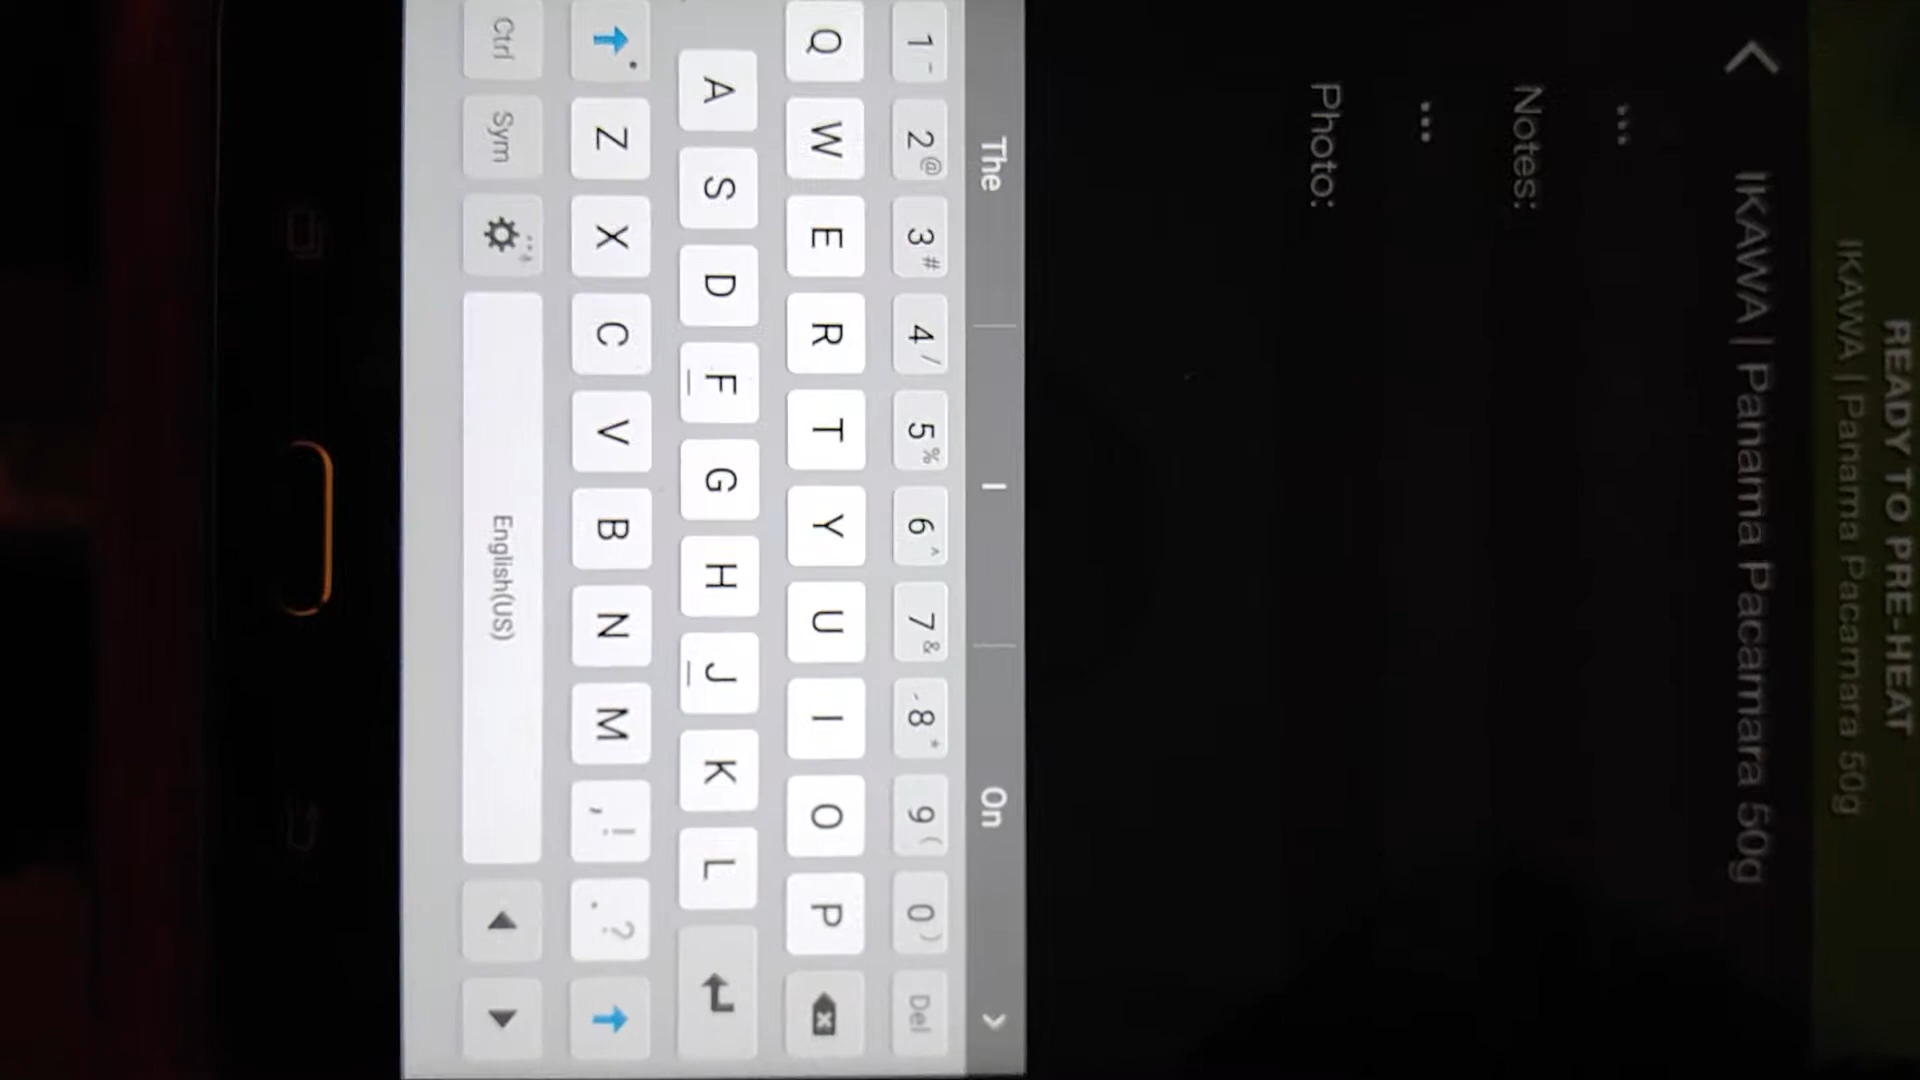 READY TO PRE-HEAT
IKAWA | Panama Pacamara 50g
IKAWA | Panama Pacamara 50g
...
Notes:
...
Photo:
The I On
1 - 2 @ 3 # 4 / 5 % 6 ^ 7 & 8 * 9 ( 0 ) Del
Q W E R T Y U I O P
A S D F G H J K L
Z X C V B N M , ! . ?
Ctrl Sym English(US)